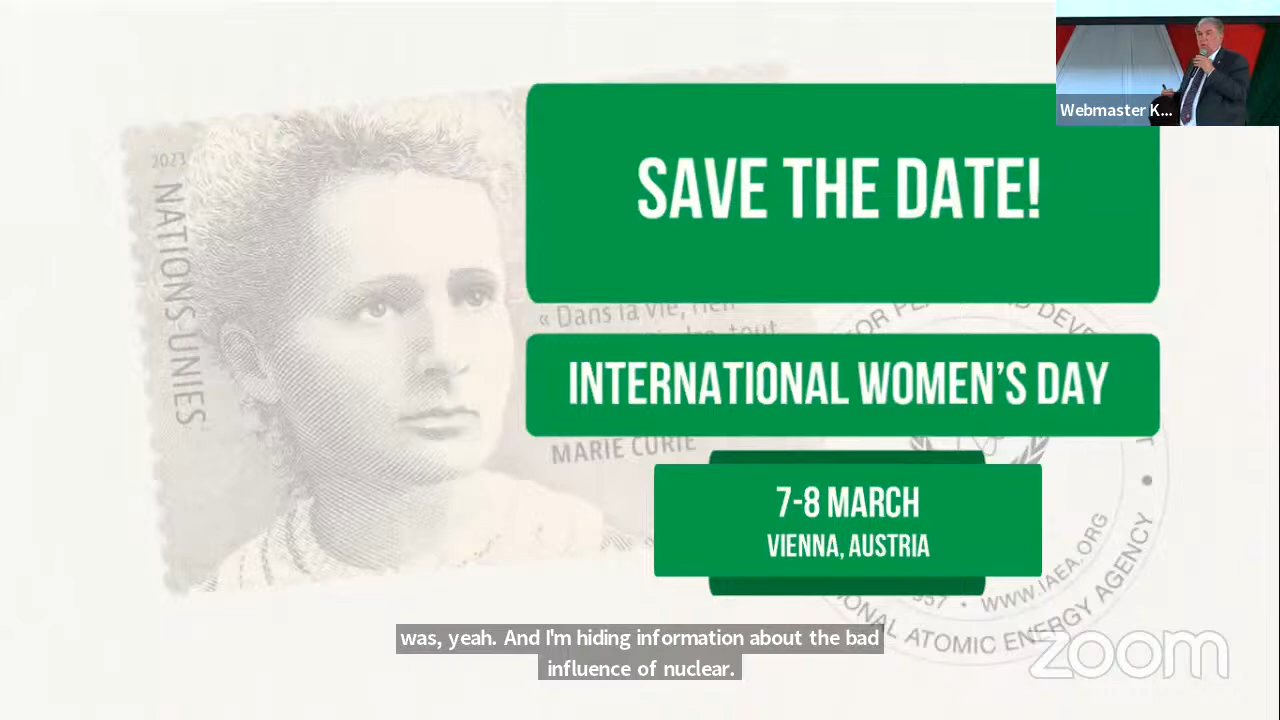 Webmaster K...
2023
NATIONS UNIES
SAVE THE DATE!
« Dans la vie, rien
tout
INTERNATIONAL WOMEN'S DAY
MARIE CURIE
7-8 MARCH
VIENNA, AUSTRIA
WWW.IAEA.ORG
ATOMIC ENERGY AGENCY
was, yeah. And I'm hiding information about the bad
influence of nuclear.
zoom